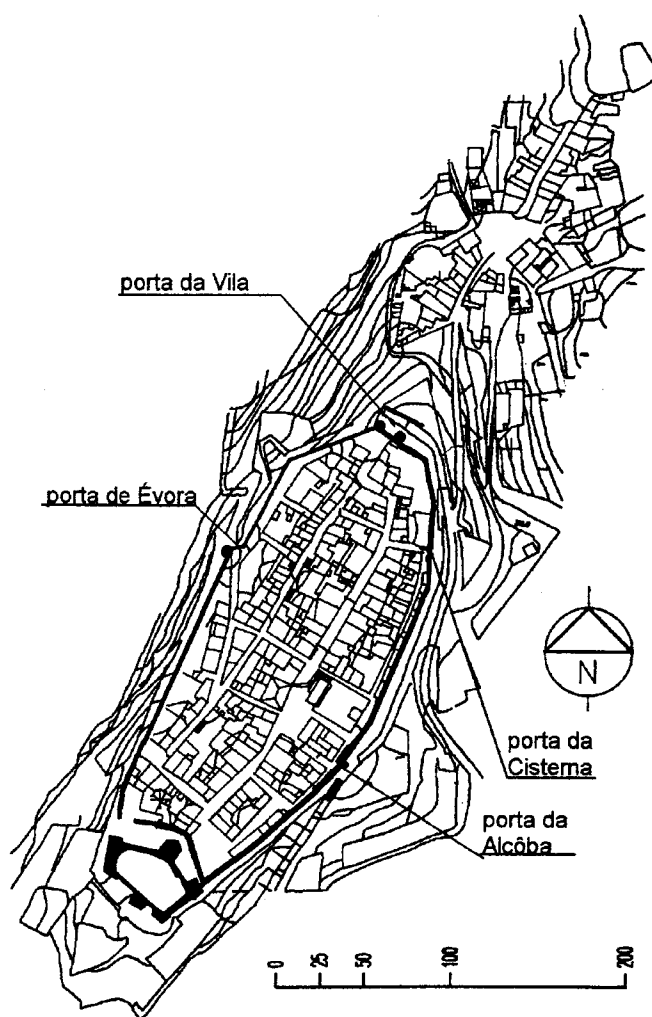 porta da Vila
porta de Évora
N
porta da
Cisterna
porta da
Alcôba
0 25 50 100 200